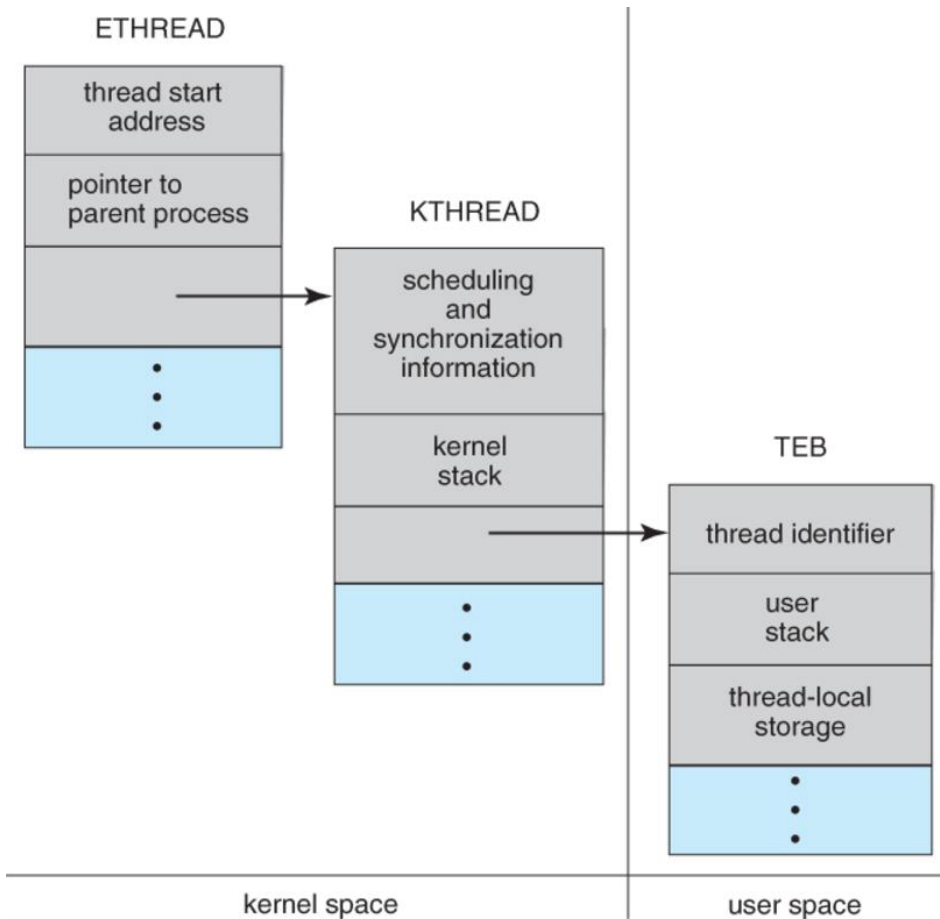 ETHREAD
thread start
address
pointer to
parent process
KTHREAD
scheduling
and
synchronization
information
kernel
stack
TEB
thread identifier
user
stack
thread-local
storage
kernel space
user space